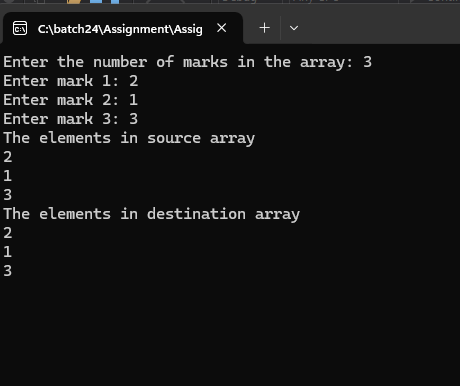 C:\batch24\Assignment\Assig
Enter the number of marks in the array: 3
Enter mark 1: 2
Enter mark 2: 1
Enter mark 3: 3
The elements in source array
2
1
3
The elements in destination array
2
1
3